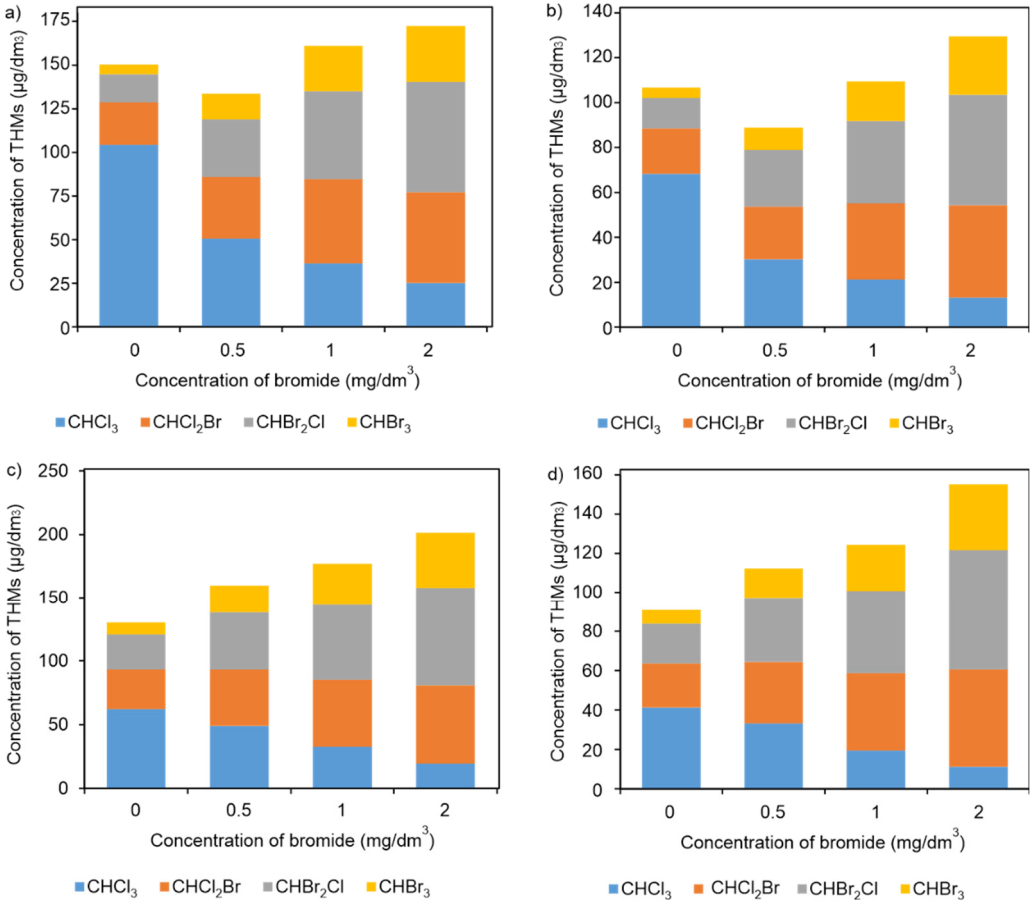 a)
Concentration of THMs (µg/dm3)
175
150
125
100
75
50
25
0
0 0.5 1 2
Concentration of bromide (mg/dm³)
CHCl₃ CHCl₂Br CHBr₂Cl CHBr₃
b)
Concentration of THMs (µg/dm3)
140
120
100
80
60
40
20
0
0 0.5 1 2
Concentration of bromide (mg/dm³)
CHCl₃ CHCl₂Br CHBr₂Cl CHBr₃
c)
Concentration of THMs (µg/dm3)
250
200
150
100
50
0
0 0.5 1 2
Concentration of bromide (mg/dm³)
CHCl₃ CHCl₂Br CHBr₂Cl CHBr₃
d)
Concentration of THMs (µg/dm3)
160
140
120
100
80
60
40
20
0
0 0.5 1 2
Concentration of bromide (mg/dm³)
CHCl₃ CHCl₂Br CHBr₂Cl CHBr₃